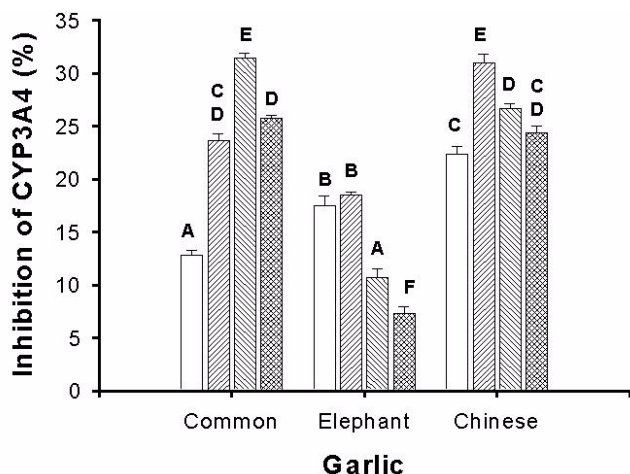 Inhibition of CYP3A4 (%)
35
30
25
20
15
10
5
0
A
C
D
E
D
B
B
A
F
C
E
D
C
D
Common
Elephant
Chinese
Garlic